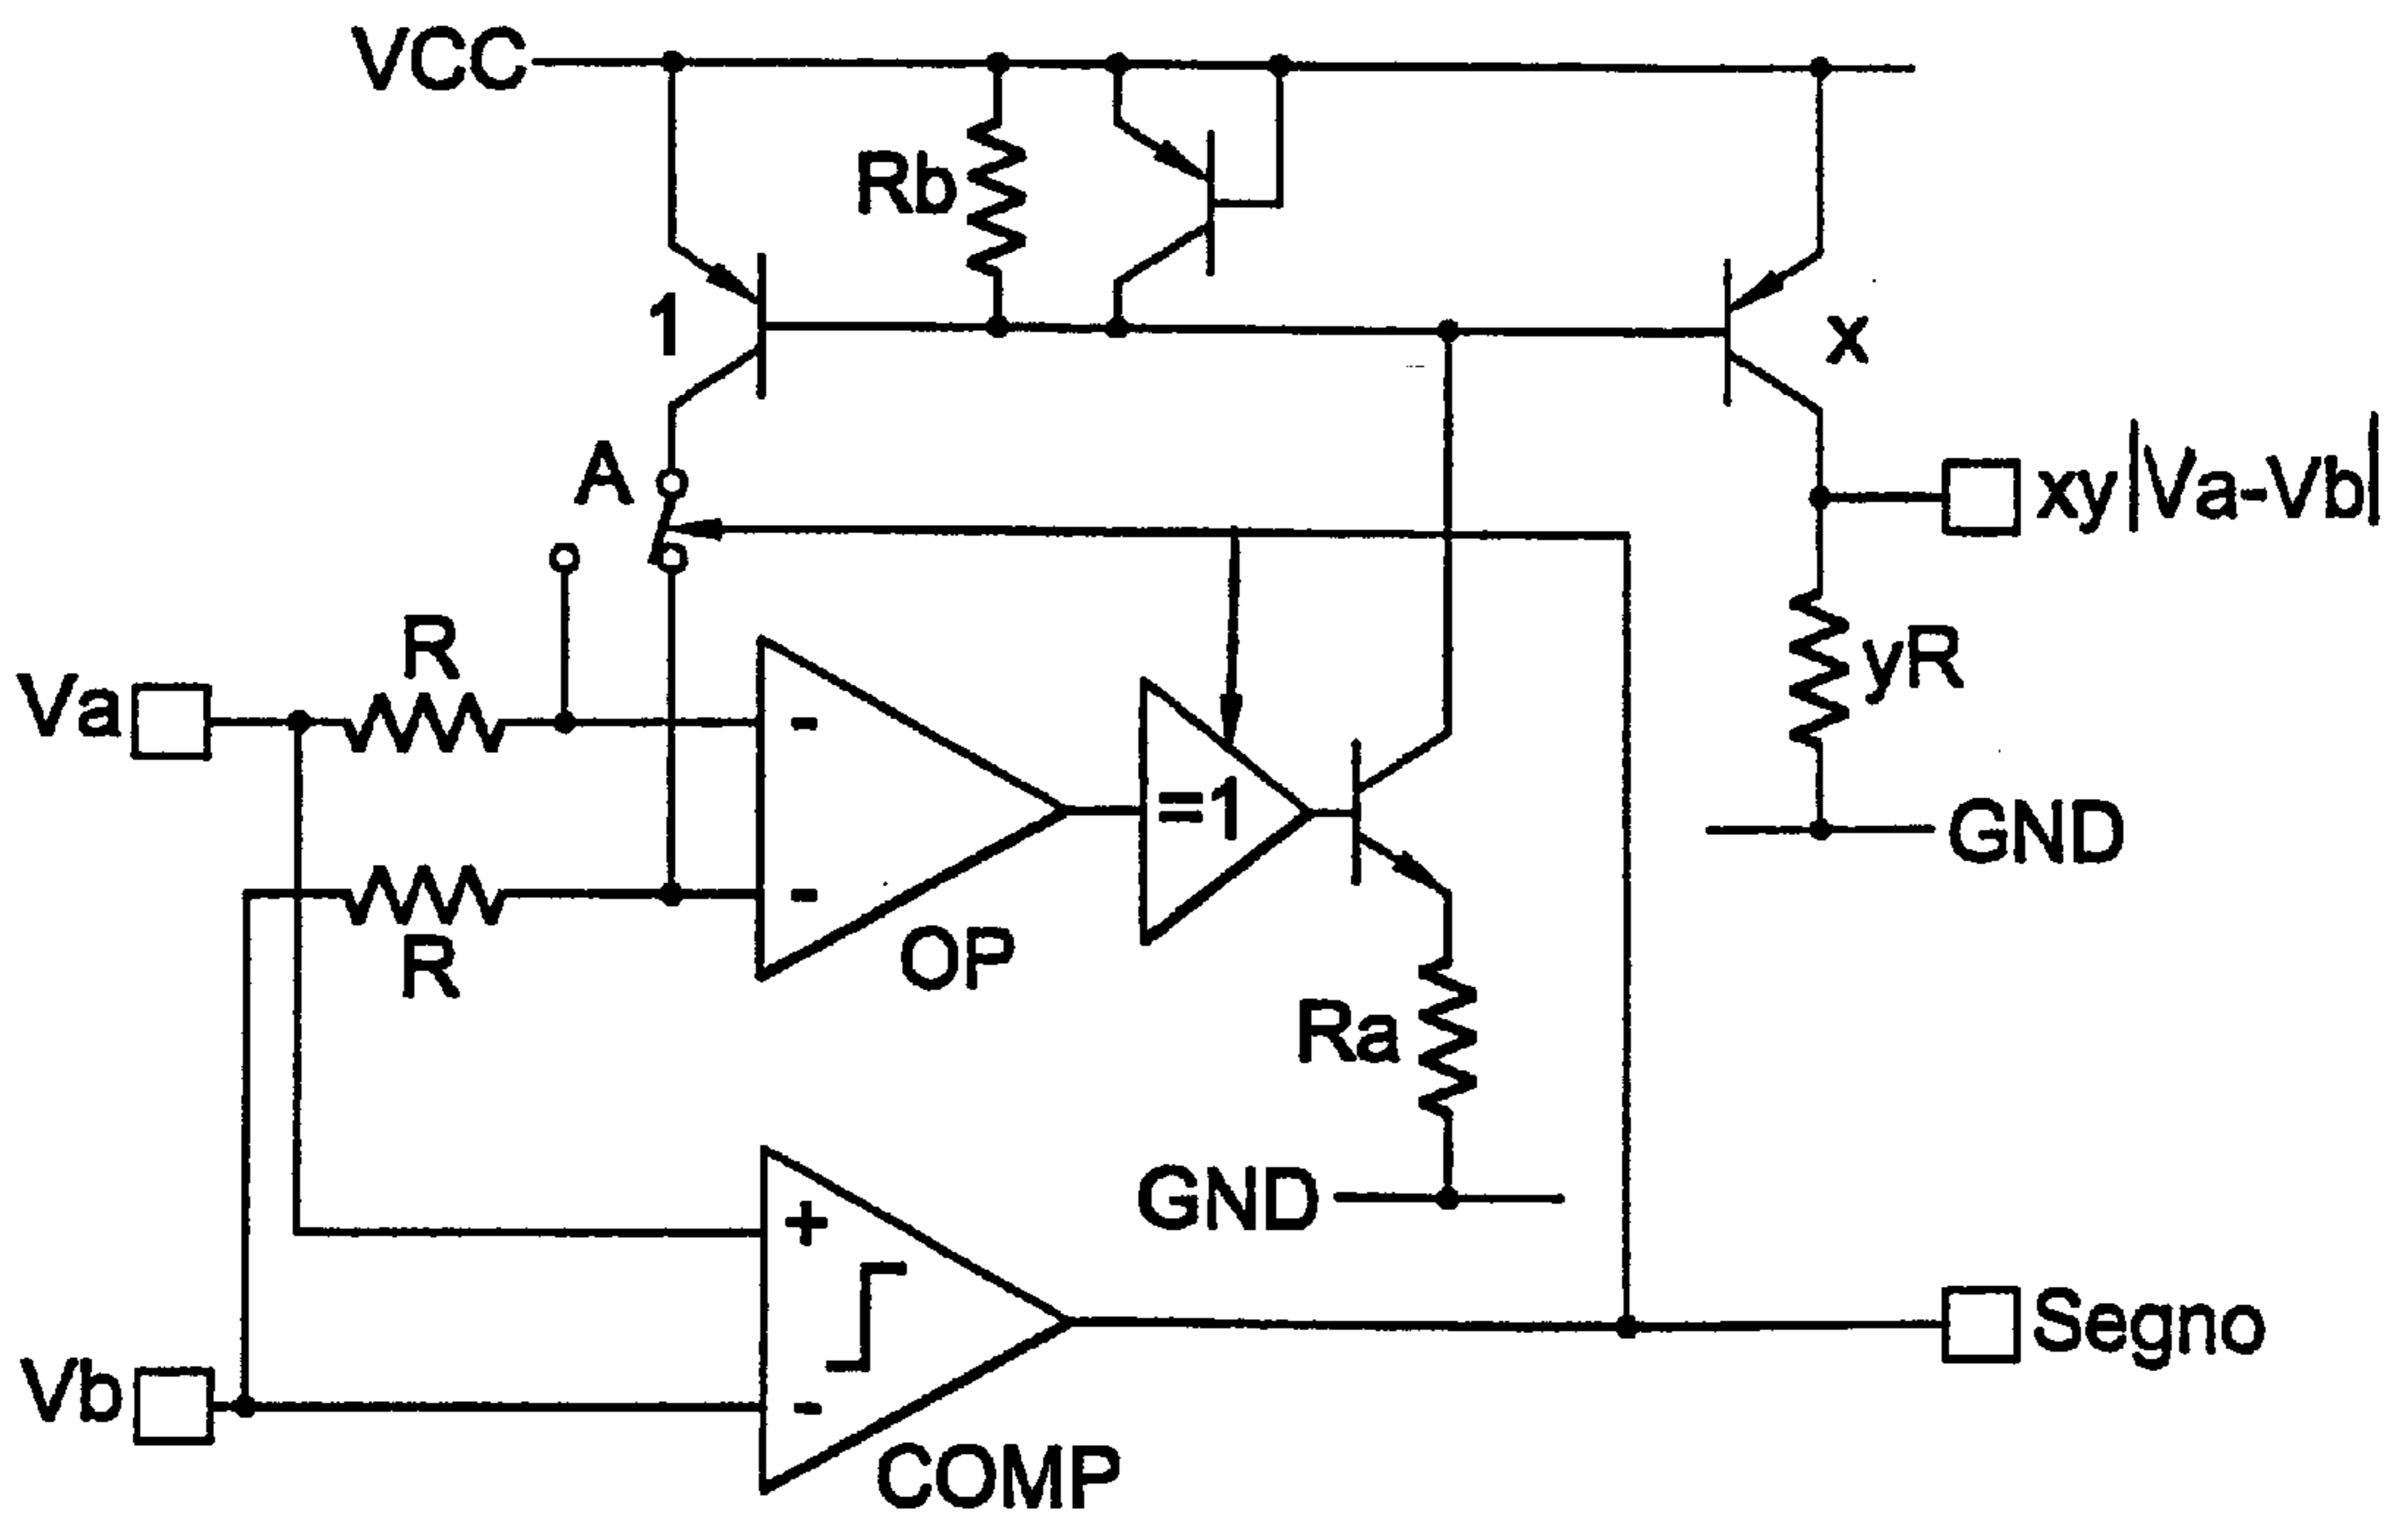 VCC
Rb
1
x
A
xy|Va-Vb|
R
Va
yR
-
=1
GND
-
R
OP
Ra
GND
+
Segno
Vb
-
COMP